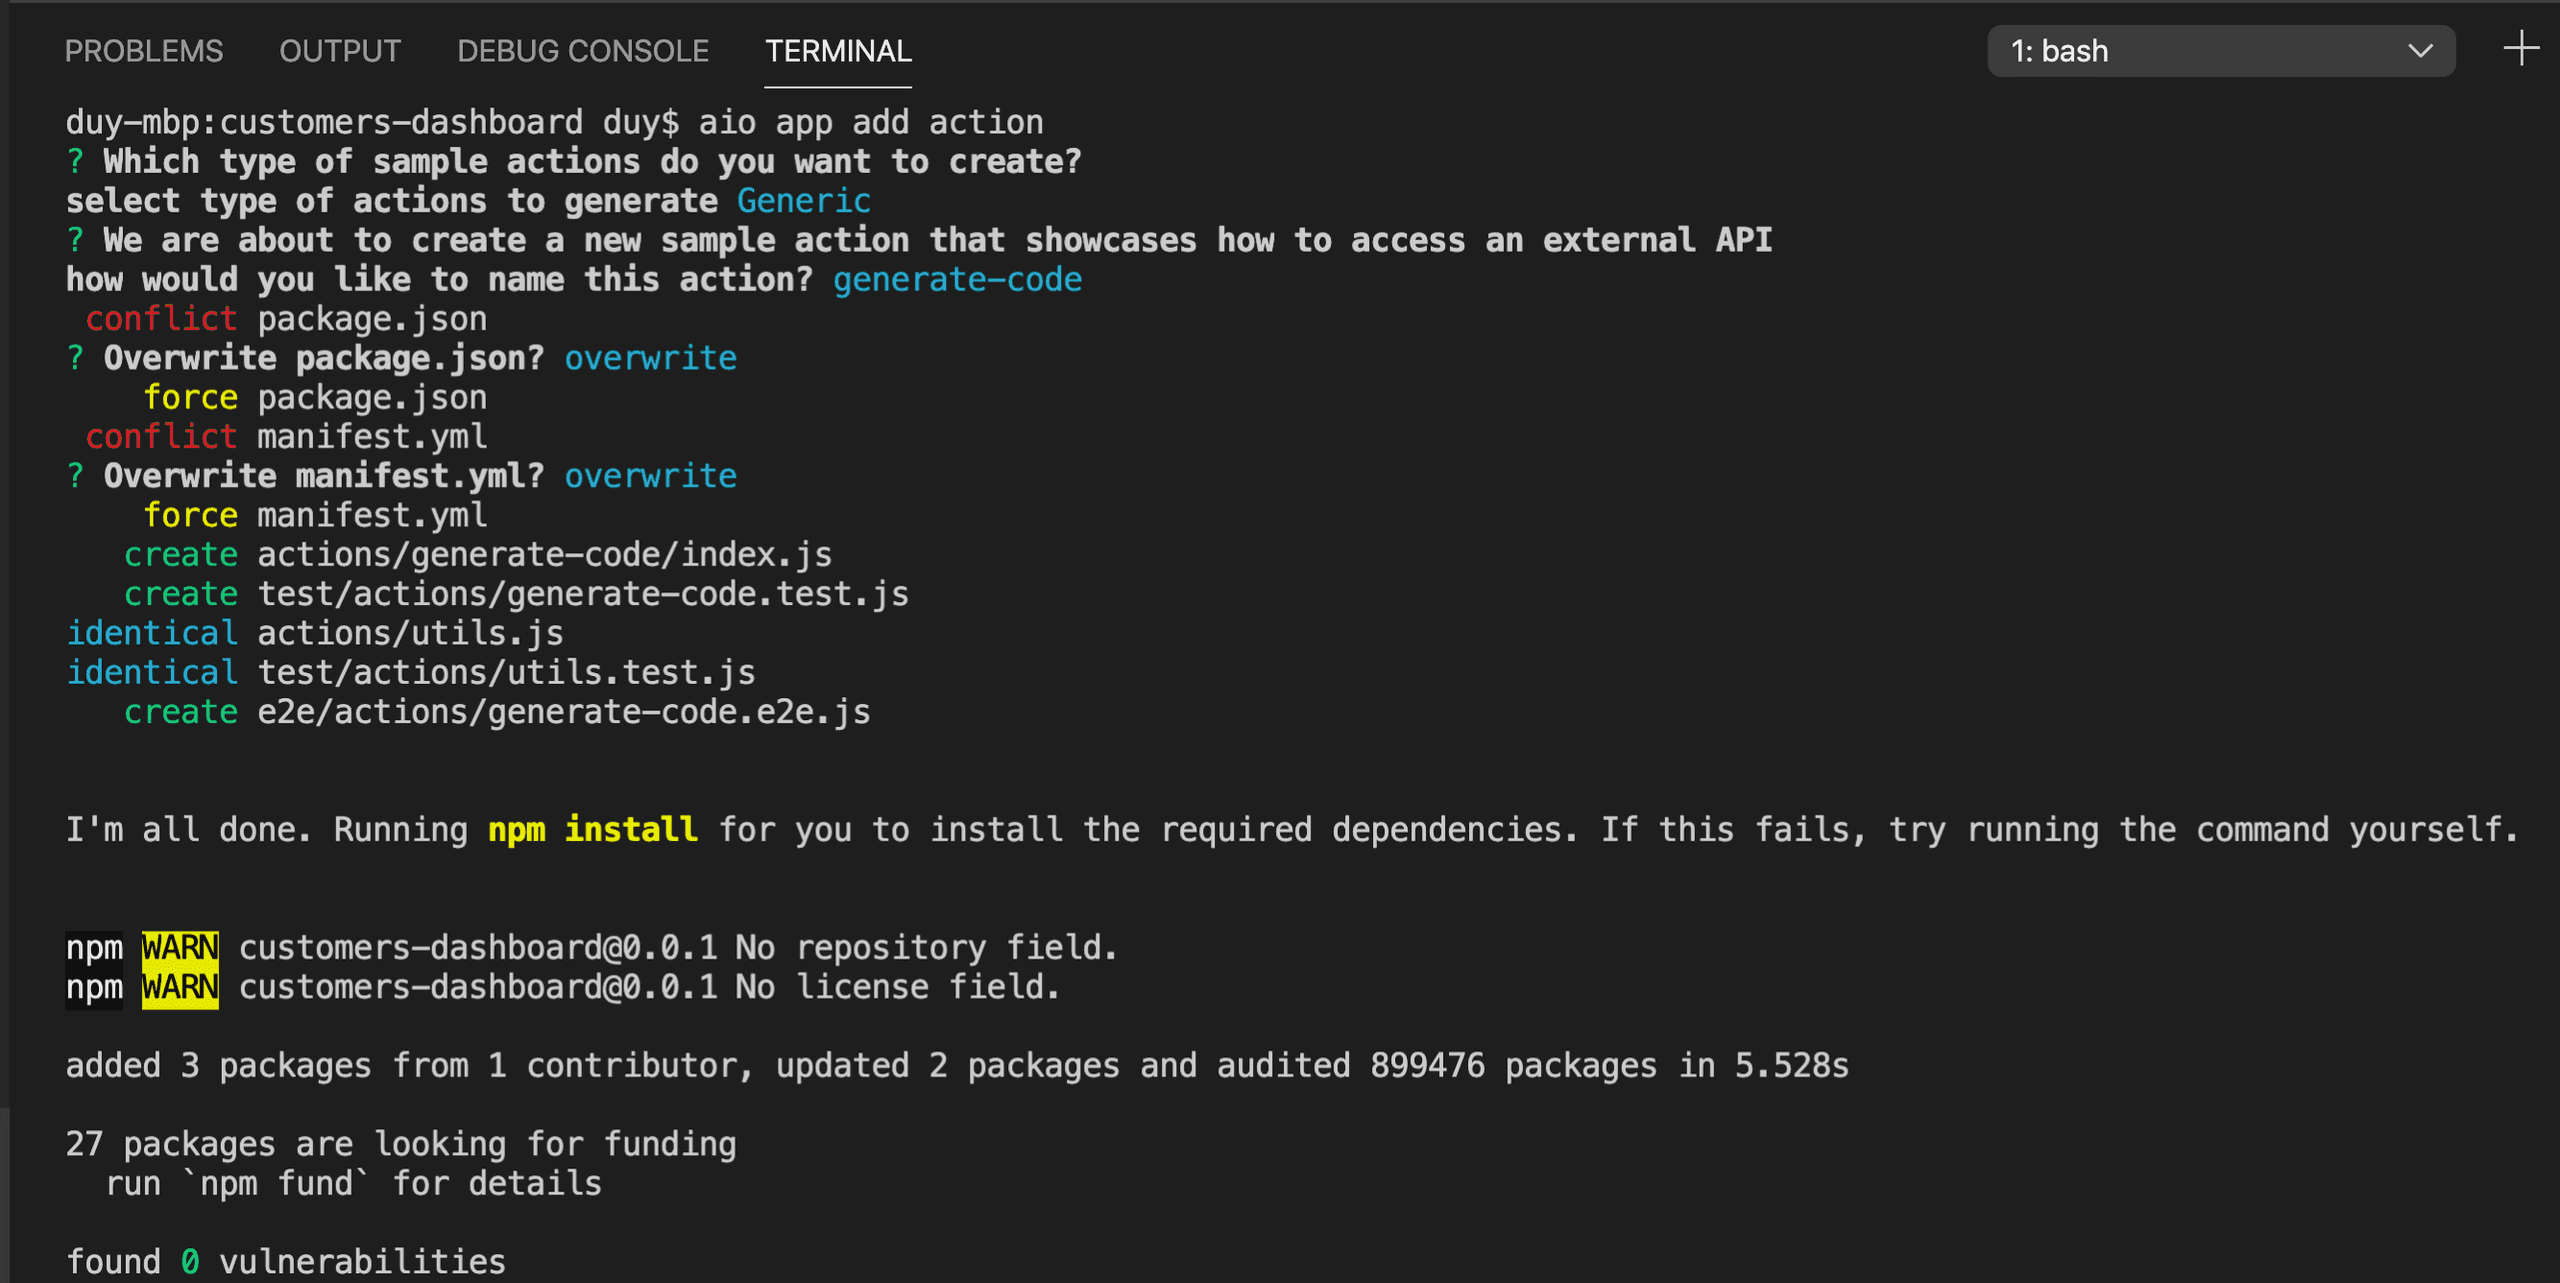 PROBLEMS OUTPUT DEBUG CONSOLE TERMINAL 1: bash
duy-mbp:customers-dashboard duy$ aio app add action
? Which type of sample actions do you want to create?
select type of actions to generate Generic
? We are about to create a new sample action that showcases how to access an external API
how would you like to name this action? generate-code
conflict package.json
? Overwrite package.json? overwrite
force package.json
conflict manifest.yml
? Overwrite manifest.yml? overwrite
force manifest.yml
create actions/generate-code/index.js
create test/actions/generate-code.test.js
identical actions/utils.js
identical test/actions/utils.test.js
create e2e/actions/generate-code.e2e.js
I'm all done. Running npm install for you to install the required dependencies. If this fails, try running the command yourself.
npm WARN customers-dashboard@0.0.1 No repository field.
npm WARN customers-dashboard@0.0.1 No license field.
added 3 packages from 1 contributor, updated 2 packages and audited 899476 packages in 5.528s
27 packages are looking for funding
run `npm fund` for details
found 0 vulnerabilities